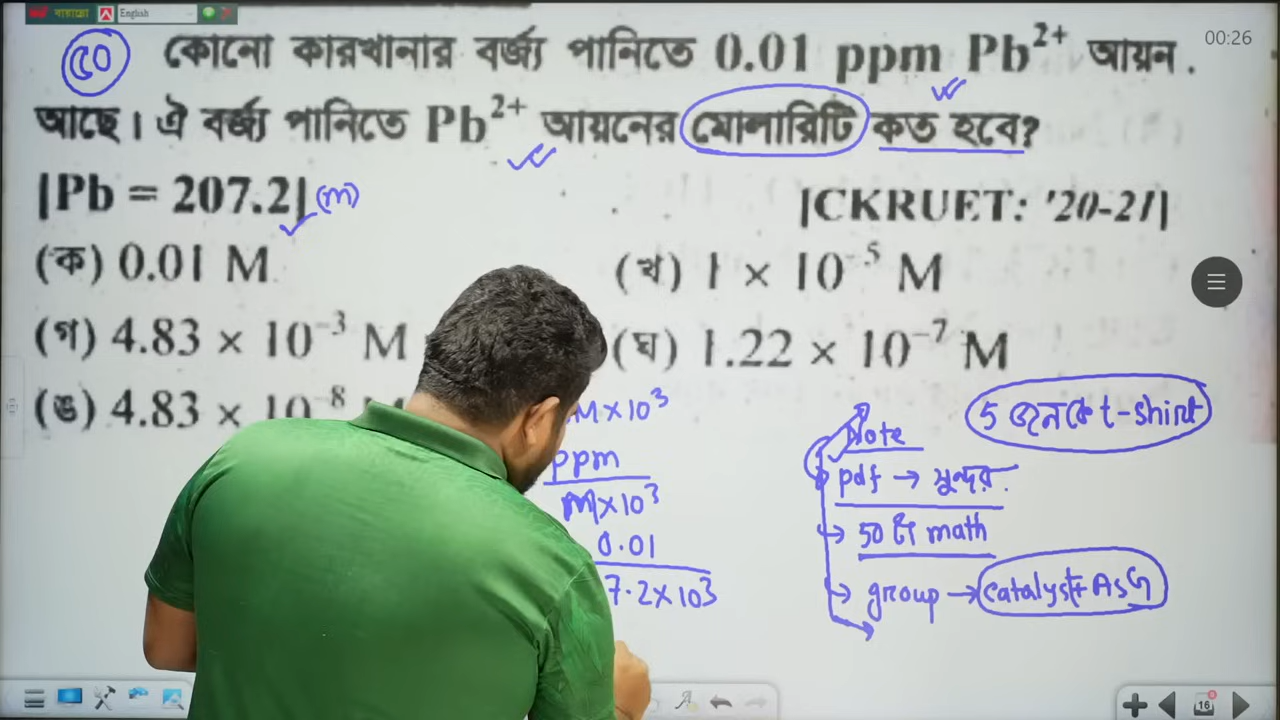 English
00:26
৫০ কোনো কারখানার বর্জ্য পানিতে 0.01 ppm Pb²⁺ আয়ন
আছে। ঐ বর্জ্য পানিতে Pb²⁺ আয়নের মোলারিটি কত হবে?
|Pb = 207.2| (M)
|CKRUET: '20-21|
(ক) 0.01 M
(খ) 1 × 10⁻⁵ M
(গ) 4.83 × 10⁻³ M
(ঘ) 1.22 × 10⁻⁷ M
(ঙ) 4.83 × 10⁻⁸
M×10³
ppm
M×10³
0.01
7.2×10³
5 জনকে t-shirt
Note
pdf → সুন্দর
→ 50 টি math
→ group → Catalyst+ASG
16